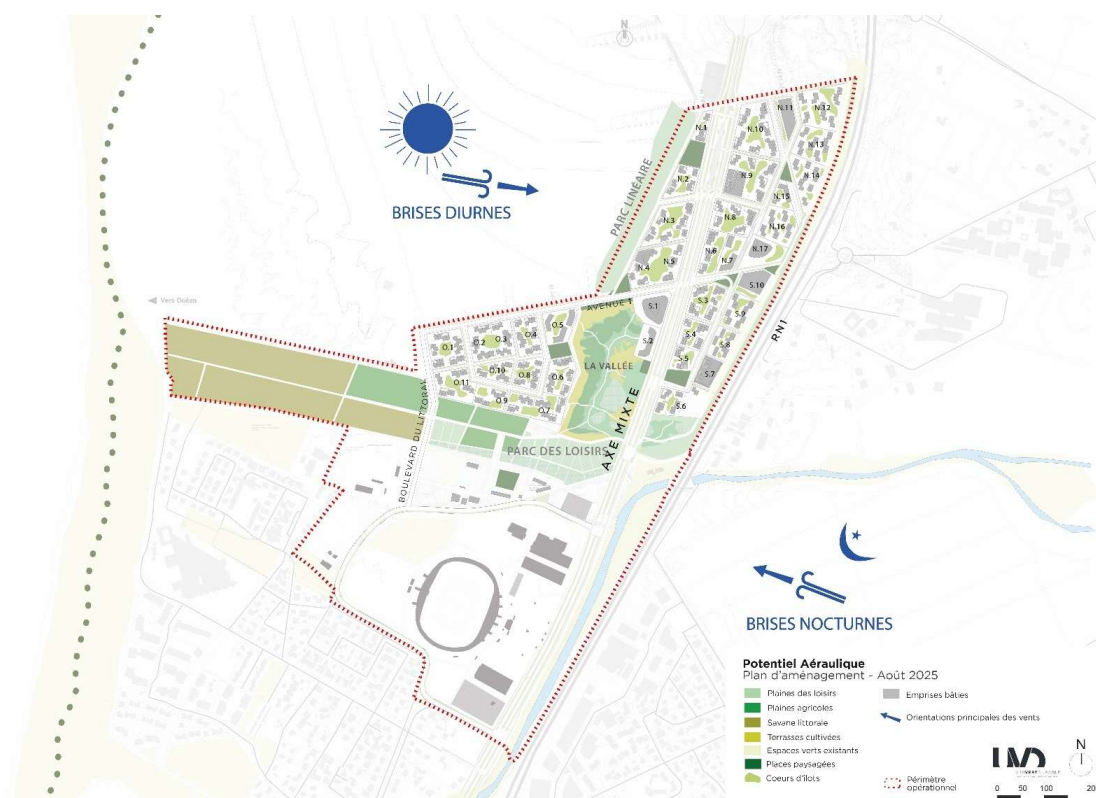 N
BRISES DIURNES
PARC LINÉAIRE
N.1
N.2
N.3
N.4
N.5
N.6
N.7
N.8
N.9
N.10
N.11
N.12
N.13
N.14
N.15
N.16
N.17
Vers Océan
AVENUE 1
S.1
S.2
S.3
S.4
S.5
S.6
S.7
S.8
S.9
S.10
RN1
O.1
O.2
O.3
O.4
O.5
O.6
O.7
O.8
O.9
O.10
O.11
LA VALLÉE
AXE MIXTE
BOULEVARD DU LITTORAL
PARC DES LOISIRS
BRISES NOCTURNES
Potentiel Aéraulique
Plan d'aménagement - Août 2025
Plaines des loisirs
Plaines agricoles
Savane littorale
Terrasses cultivées
Espaces verts existants
Places paysagées
Coeurs d'îlots
Emprises bâties
Orientations principales des vents
Périmètre
opérationnel
N
0 50 100 20